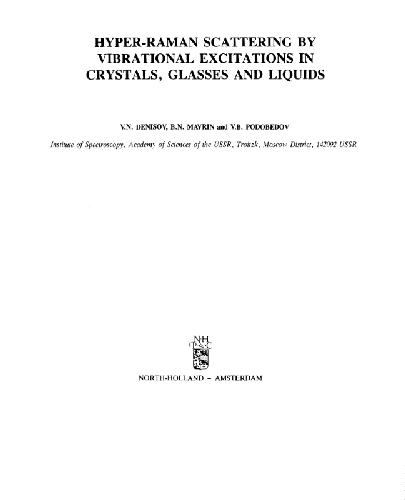 HYPER-RAMAN SCATTERING BY
VIBRATIONAL EXCITATIONS IN
CRYSTALS, GLASSES AND LIQUIDS
V.N. DENISOV, B.N. MAVRIN and V.B. PODOBEDOV
Institute of Spectroscopy, Academy of Sciences of the USSR, Troitzk, Moscow District, 142092 USSR
NH
NORTH-HOLLAND – AMSTERDAM